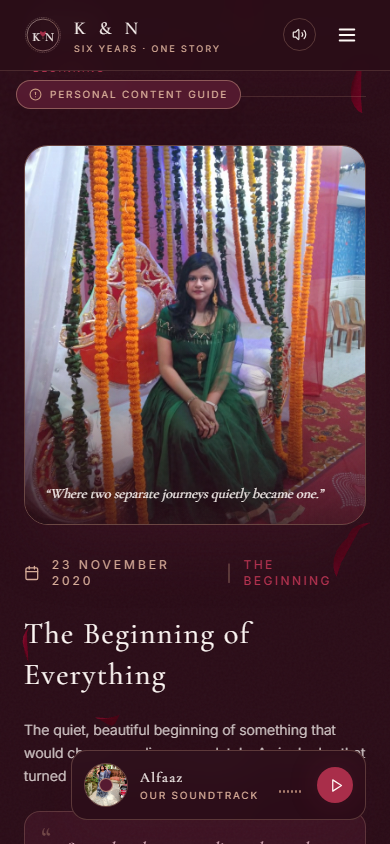 K N
K & N
SIX YEARS · ONE STORY
PERSONAL CONTENT GUIDE
“Where two separate journeys quietly became one.”
23 NOVEMBER
2020
THE
BEGINNING
The Beginning of
Everything
The quiet, beautiful beginning of something that
would
turned
Alfaaz
OUR SOUNDTRACK
“